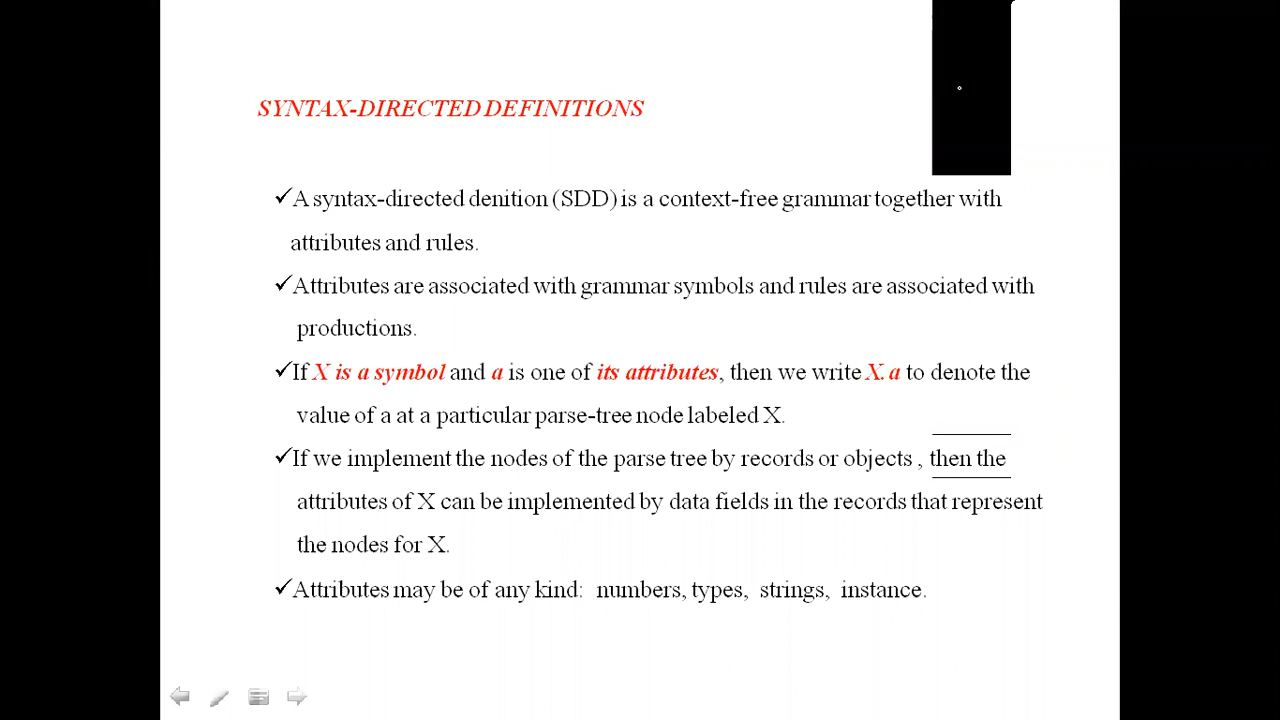 SYNTAX-DIRECTED DEFINITIONS
✓A syntax-directed denition (SDD) is a context-free grammar together with
attributes and rules.
✓Attributes are associated with grammar symbols and rules are associated with
productions.
✓If X is a symbol and a is one of its attributes, then we write X.a to denote the
value of a at a particular parse-tree node labeled X.
✓If we implement the nodes of the parse tree by records or objects , then the
attributes of X can be implemented by data fields in the records that represent
the nodes for X.
✓Attributes may be of any kind: numbers, types, strings, instance.